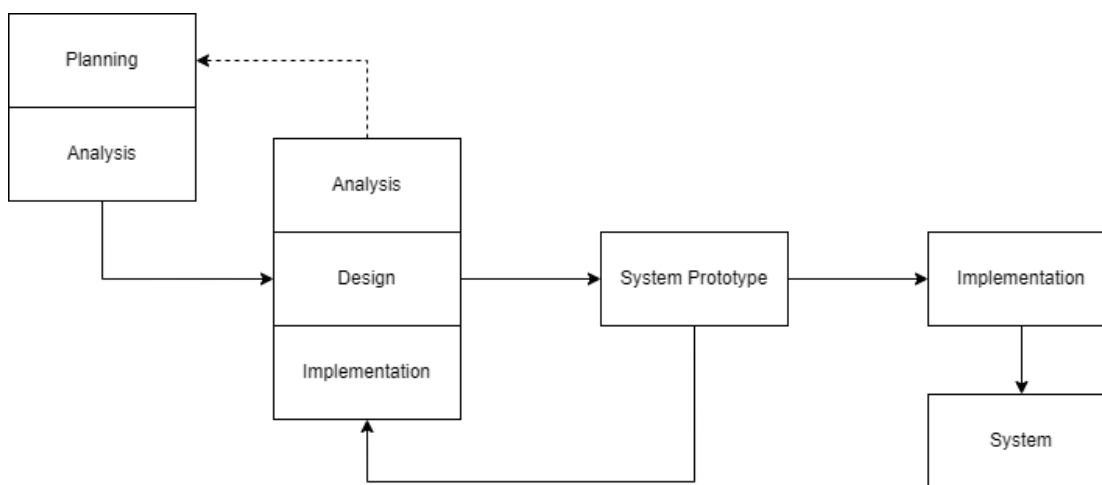 Planning
Analysis
Analysis
Design
Implementation
System Prototype
Implementation
System